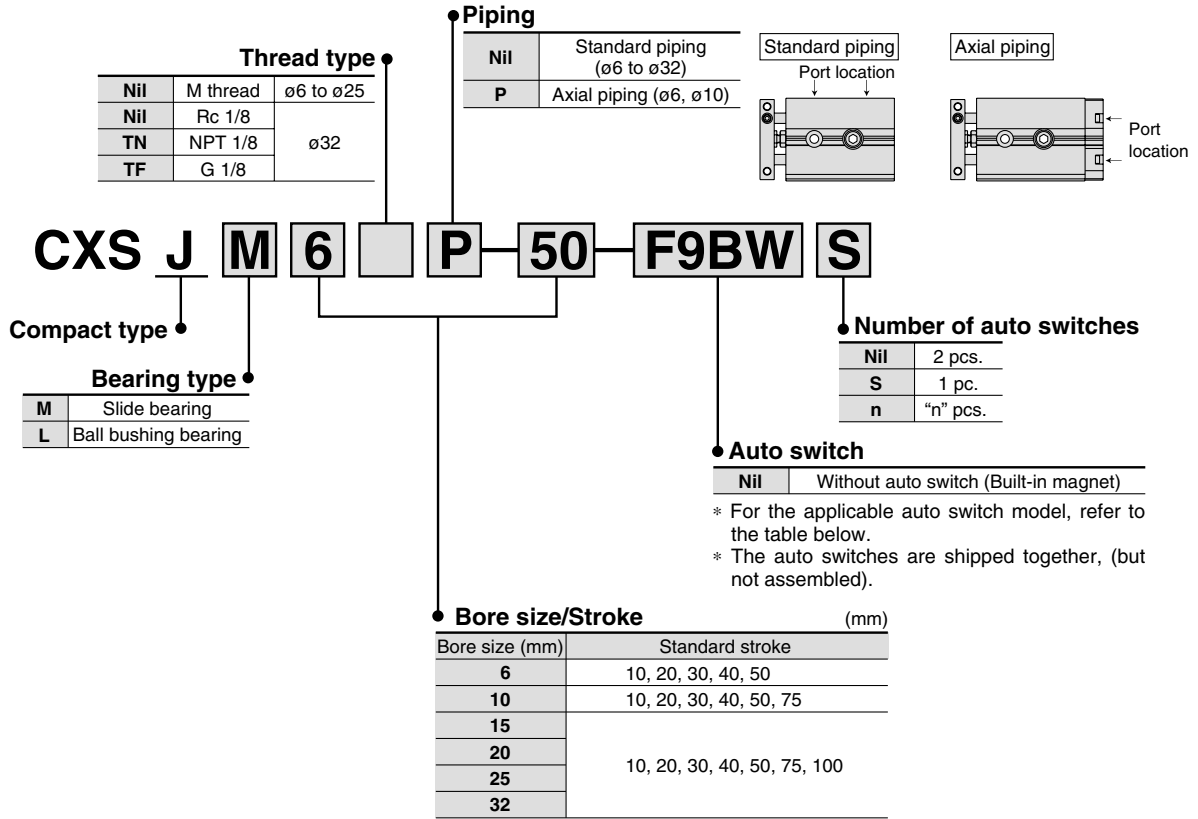 Piping
Nil Standard piping (ø6 to ø32)
P Axial piping (ø6, ø10)
Standard piping
Port location
Axial piping
Port location
Thread type
Nil M thread ø6 to ø25
Nil Rc 1/8 ø32
TN NPT 1/8
TF G 1/8
CXS J M 6 P 50 F9BW S
Compact type
Bearing type
M Slide bearing
L Ball bushing bearing
Number of auto switches
Nil 2 pcs.
S 1 pc.
n “n” pcs.
Auto switch
Nil Without auto switch (Built-in magnet)
* For the applicable auto switch model, refer to
the table below.
* The auto switches are shipped together, (but
not assembled).
Bore size/Stroke (mm)
Bore size (mm) Standard stroke
6 10, 20, 30, 40, 50
10 10, 20, 30, 40, 50, 75
15
20
25
32
10, 20, 30, 40, 50, 75, 100